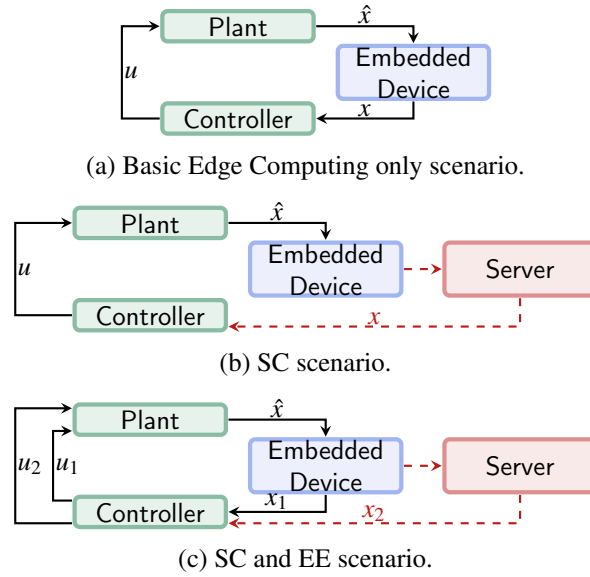 Plant
x̂
Embedded
Device
u
x
Controller
(a) Basic Edge Computing only scenario.
Plant
x̂
Embedded
Device
Server
u
Controller
x
(b) SC scenario.
Plant
x̂
Embedded
Device
Server
u₂
u₁
x₁
Controller
x₂
(c) SC and EE scenario.